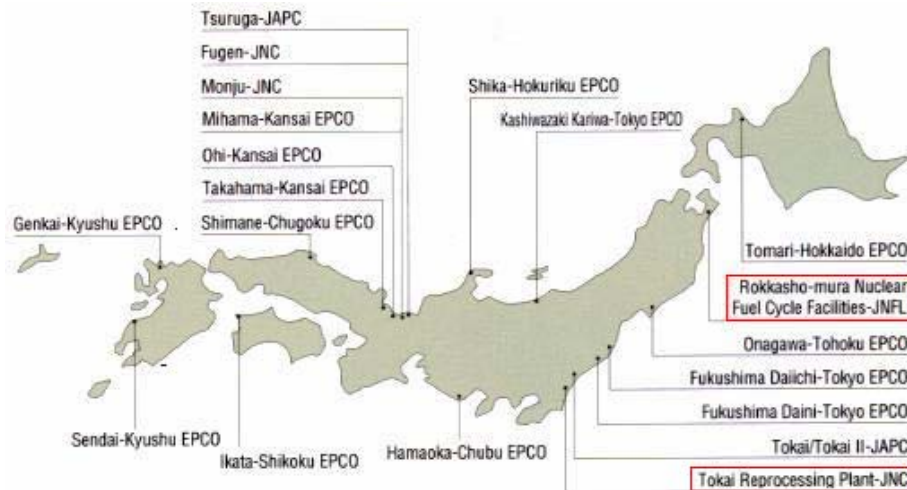 Tsuruga-JAPC
Fugen-JNC
Monju-JNC
Mihama-Kansai EPCO
Ohi-Kansai EPCO
Takahama-Kansai EPCO
Shimane-Chugoku EPCO
Genkai-Kyushu EPCO
Shika-Hokuriku EPCO
Kashiwazaki Kariwa-Tokyo EPCO
Tomari-Hokkaido EPCO
Rokkasho-mura Nuclear
Fuel Cycle Facilities-JNFL
Onagawa-Tohoku EPCO
Fukushima Daiichi-Tokyo EPCO
Fukushima Daini-Tokyo EPCO
Tokai/Tokai II-JAPC
Tokai Reprocessing Plant-JNC
Sendai-Kyushu EPCO
Ikata-Shikoku EPCO
Hamaoka-Chubu EPCO